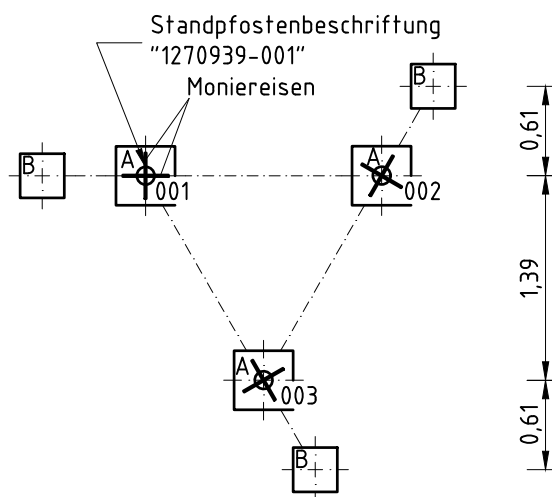 Standpfostenbeschriftung
"1270939-001"
Moniereisen
B
0,61
B
A
001
A
002
1,39
A
003
0,61
B